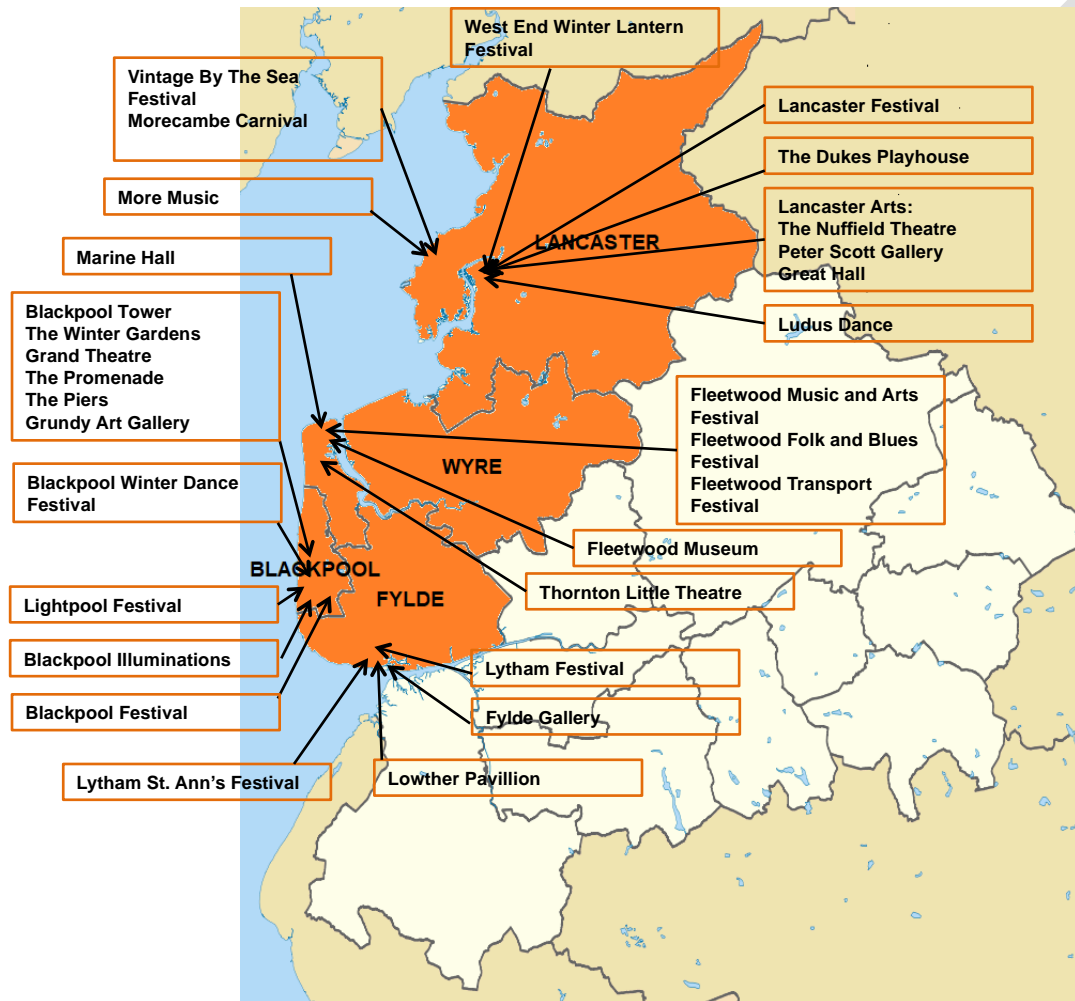 West End Winter Lantern
Festival
Vintage By The Sea
Festival
Morecambe Carnival
Lancaster Festival
The Dukes Playhouse
More Music
Lancaster Arts:
The Nuffield Theatre
Peter Scott Gallery
Great Hall
LANCASTER
Marine Hall
Blackpool Tower
The Winter Gardens
Grand Theatre
The Promenade
The Piers
Grundy Art Gallery
Ludus Dance
Fleetwood Music and Arts
Festival
Fleetwood Folk and Blues
Festival
Fleetwood Transport
Festival
WYRE
Blackpool Winter Dance
Festival
Fleetwood Museum
BLACKPOOL
FYLDE
Thornton Little Theatre
Lightpool Festival
Blackpool Illuminations
Lytham Festival
Blackpool Festival
Fylde Gallery
Lytham St. Ann's Festival
Lowther Pavillion